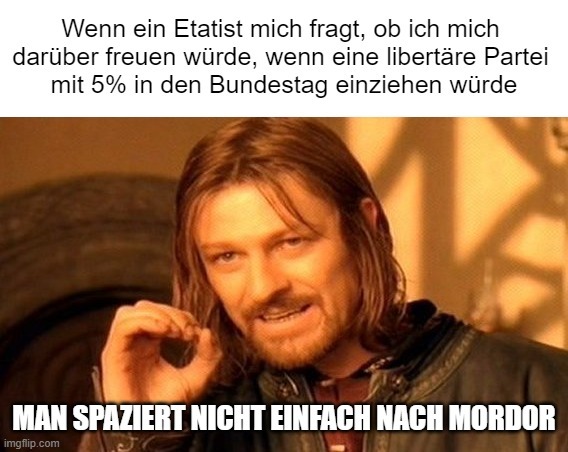 Wenn ein Etatist mich fragt, ob ich mich
darüber freuen würde, wenn eine libertäre Partei
mit 5% in den Bundestag einziehen würde
MAN SPAZIERT NICHT EINFACH NACH MORDOR
imgflip.com